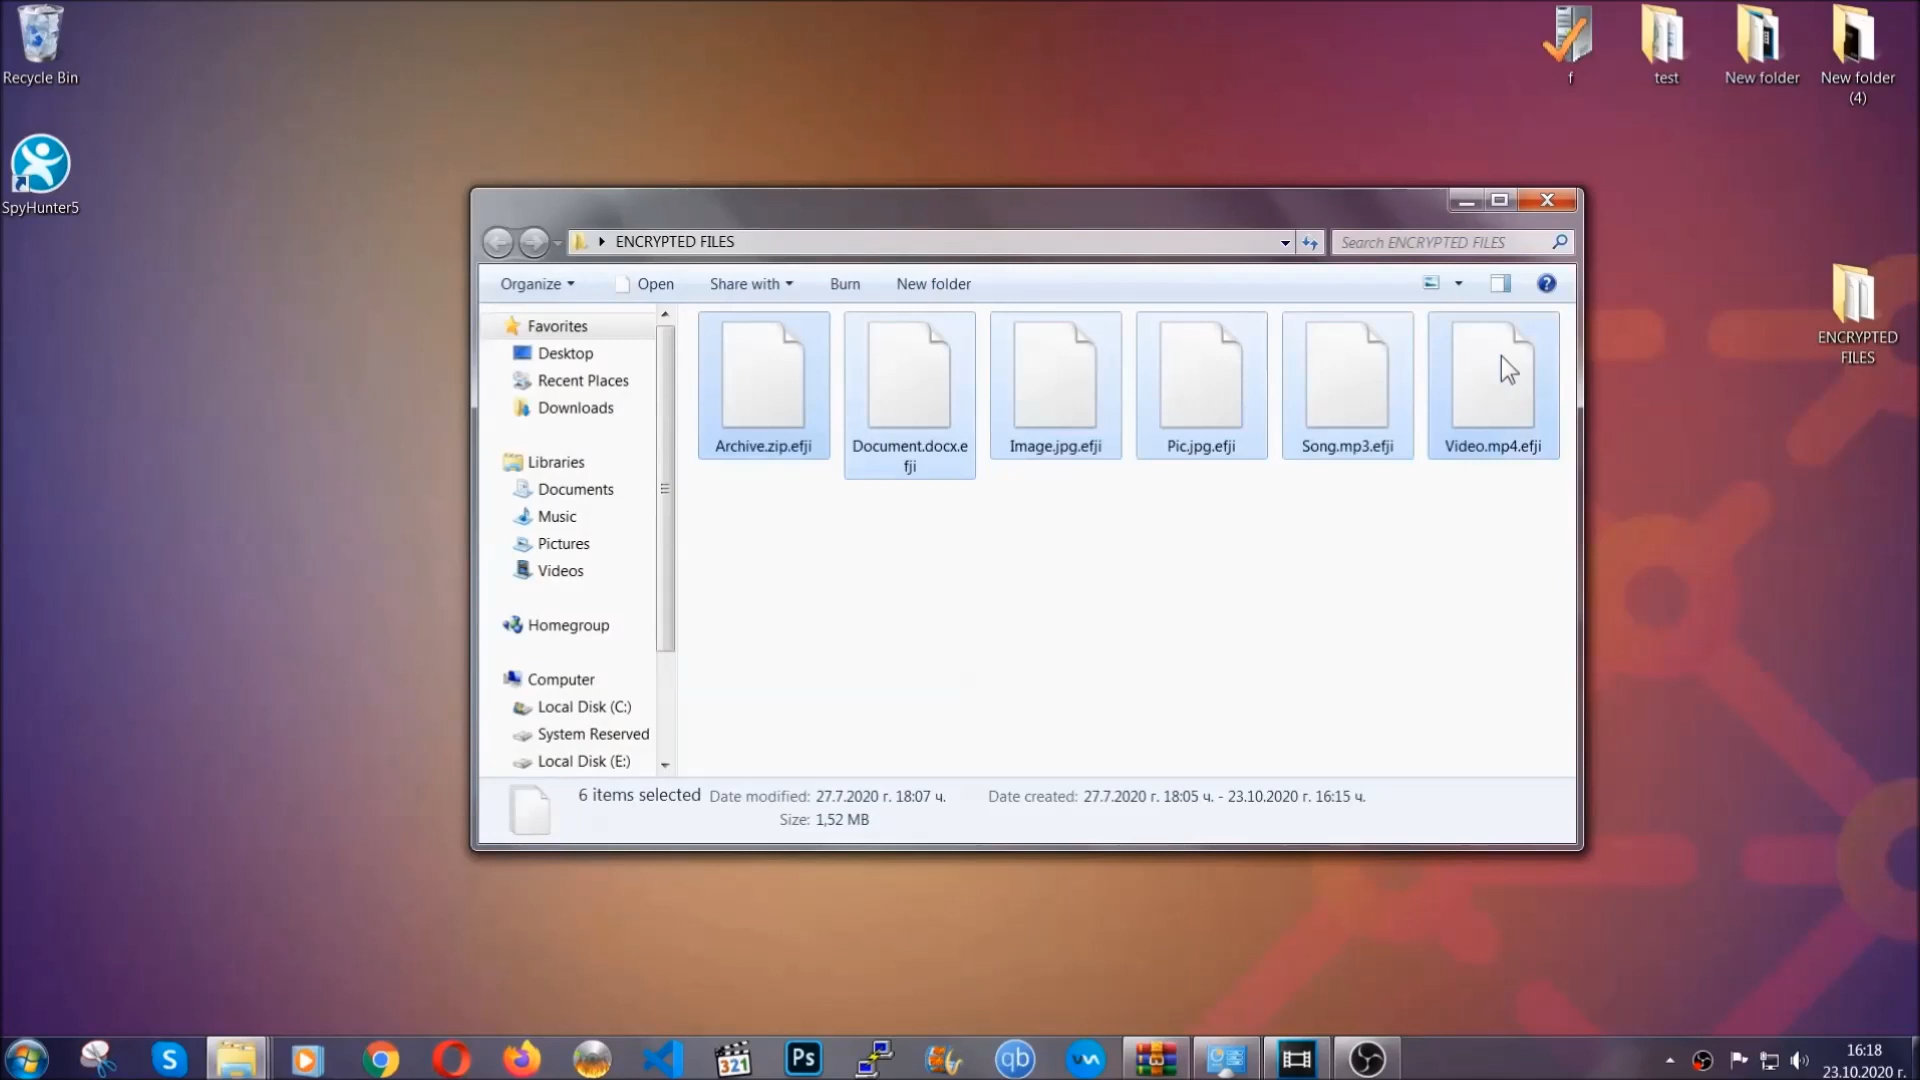 Recycle Bin
SpyHunter5
f
test
New folder
New folder
(4)
ENCRYPTED
FILES
ENCRYPTED FILES
Search ENCRYPTED FILES
Organize
Open
Share with
Burn
New folder
Favorites
Desktop
Recent Places
Downloads
Libraries
Documents
Music
Pictures
Videos
Homegroup
Computer
Local Disk (C:)
System Reserved
Local Disk (E:)
Archive.zip.efji
Document.docx.e
fji
Image.jpg.efji
Pic.jpg.efji
Song.mp3.efji
Video.mp4.efji
6 items selected Date modified: 27.7.2020 г. 18:07 ч. Date created: 27.7.2020 г. 18:05 ч. - 23.10.2020 г. 16:15 ч.
Size: 1,52 MB
S
321
Ps
qb
16:18
23.10.2020 г.